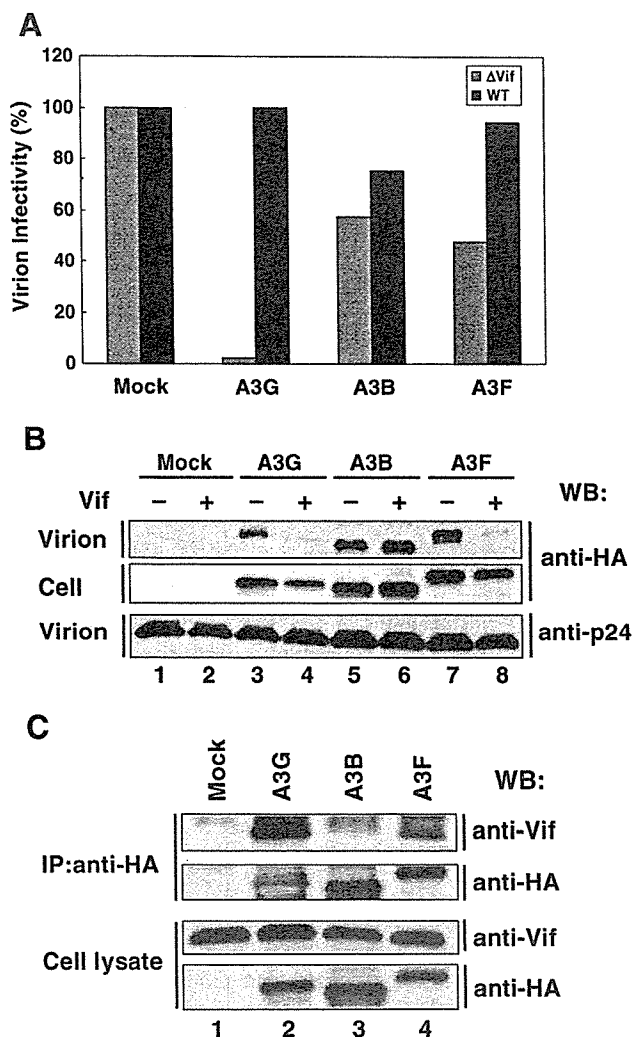 A
120
100
80
60
40
20
0
Virion Infectivity (%)
ΔVif
WT
Mock A3G A3B A3F
B
Mock A3G A3B A3F
Vif – + – + – + – + WB:
Virion
anti-HA
Cell
Virion anti-p24
1 2 3 4 5 6 7 8
C
Mock A3G A3B A3F WB:
IP:anti-HA
anti-Vif
anti-HA
Cell lysate
anti-Vif
anti-HA
1 2 3 4